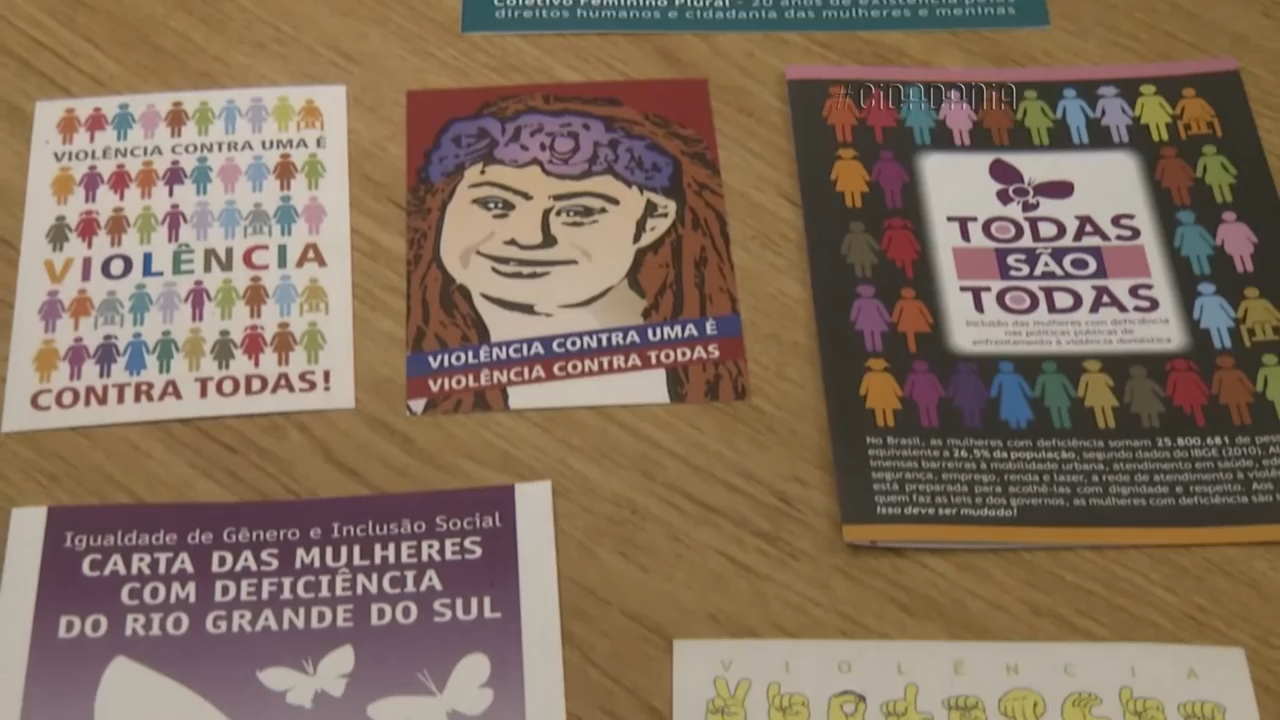 Coletivo Feminino Plural - 20 anos de existência pelos
direitos humanos e cidadania das mulheres e meninas
#CIDADANIA
VIOLÊNCIA CONTRA UMA É
VIOLÊNCIA
CONTRA TODAS!
VIOLÊNCIA CONTRA UMA É
VIOLÊNCIA CONTRA TODAS
TODAS
SÃO
TODAS
Inclusão das mulheres com deficiência
nas políticas públicas de
enfrentamento à violência doméstica
No Brasil, as mulheres com deficiência somam 25.800.681 de
equivalente a 26,5% da população, segundo dados do IBGE (2010).
imensas barreiras à mobilidade urbana, atendimento em saúde,
segurança, emprego, renda e lazer, a rede de atendimento à
está preparada para acolhê-las com dignidade e respeito. Aos
quem faz as leis e dos governos, as mulheres com deficiência são
Isso deve ser mudado!
Igualdade de Gênero e Inclusão Social
CARTA DAS MULHERES
COM DEFICIÊNCIA
DO RIO GRANDE DO SUL
VIOLÊNCIA